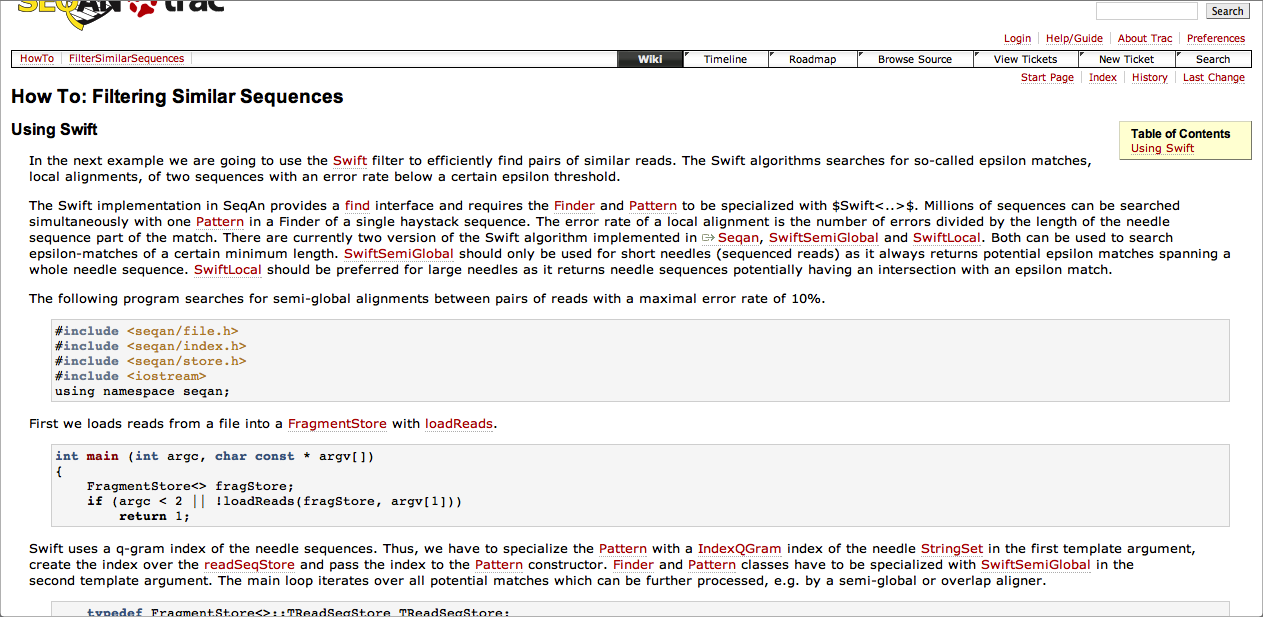 SEQAN trac
Search
Login Help/Guide About Trac Preferences
HowTo FilterSimilarSequences Wiki Timeline Roadmap Browse Source View Tickets New Ticket Search
Start Page Index History Last Change
How To: Filtering Similar Sequences
Using Swift
Table of Contents
Using Swift
In the next example we are going to use the Swift filter to efficiently find pairs of similar reads. The Swift algorithms searches for so-called epsilon matches,
local alignments, of two sequences with an error rate below a certain epsilon threshold.
The Swift implementation in SeqAn provides a find interface and requires the Finder and Pattern to be specialized with $Swift<..>$. Millions of sequences can be searched
simultaneously with one Pattern in a Finder of a single haystack sequence. The error rate of a local alignment is the number of errors divided by the length of the needle
sequence part of the match. There are currently two version of the Swift algorithm implemented in Seqan, SwiftSemiGlobal and SwiftLocal. Both can be used to search
epsilon-matches of a certain minimum length. SwiftSemiGlobal should only be used for short needles (sequenced reads) as it always returns potential epsilon matches spanning a
whole needle sequence. SwiftLocal should be preferred for large needles as it returns needle sequences potentially having an intersection with an epsilon match.
The following program searches for semi-global alignments between pairs of reads with a maximal error rate of 10%.
#include <seqan/file.h>
#include <seqan/index.h>
#include <seqan/store.h>
#include <iostream>
using namespace seqan;
First we loads reads from a file into a FragmentStore with loadReads.
int main (int argc, char const * argv[])
{
    FragmentStore<> fragStore;
    if (argc < 2 || !loadReads(fragStore, argv[1]))
        return 1;
Swift uses a q-gram index of the needle sequences. Thus, we have to specialize the Pattern with a IndexQGram index of the needle StringSet in the first template argument,
create the index over the readSeqStore and pass the index to the Pattern constructor. Finder and Pattern classes have to be specialized with SwiftSemiGlobal in the
second template argument. The main loop iterates over all potential matches which can be further processed, e.g. by a semi-global or overlap aligner.
    typedef FragmentStore<>::TReadSeqStore TReadSeqStore;